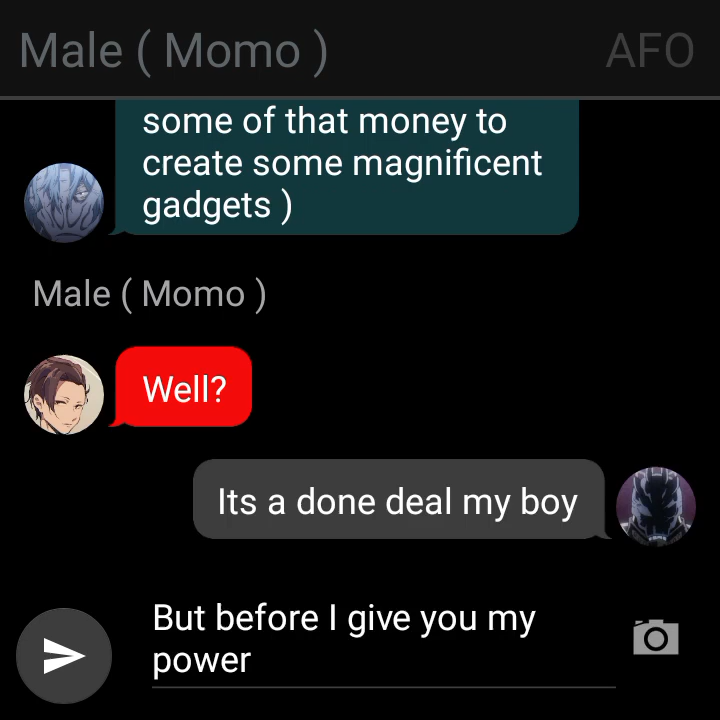 Male ( Momo )
AFO
some of that money to
create some magnificent
gadgets )
Male ( Momo )
Well?
Its a done deal my boy
But before I give you my
power